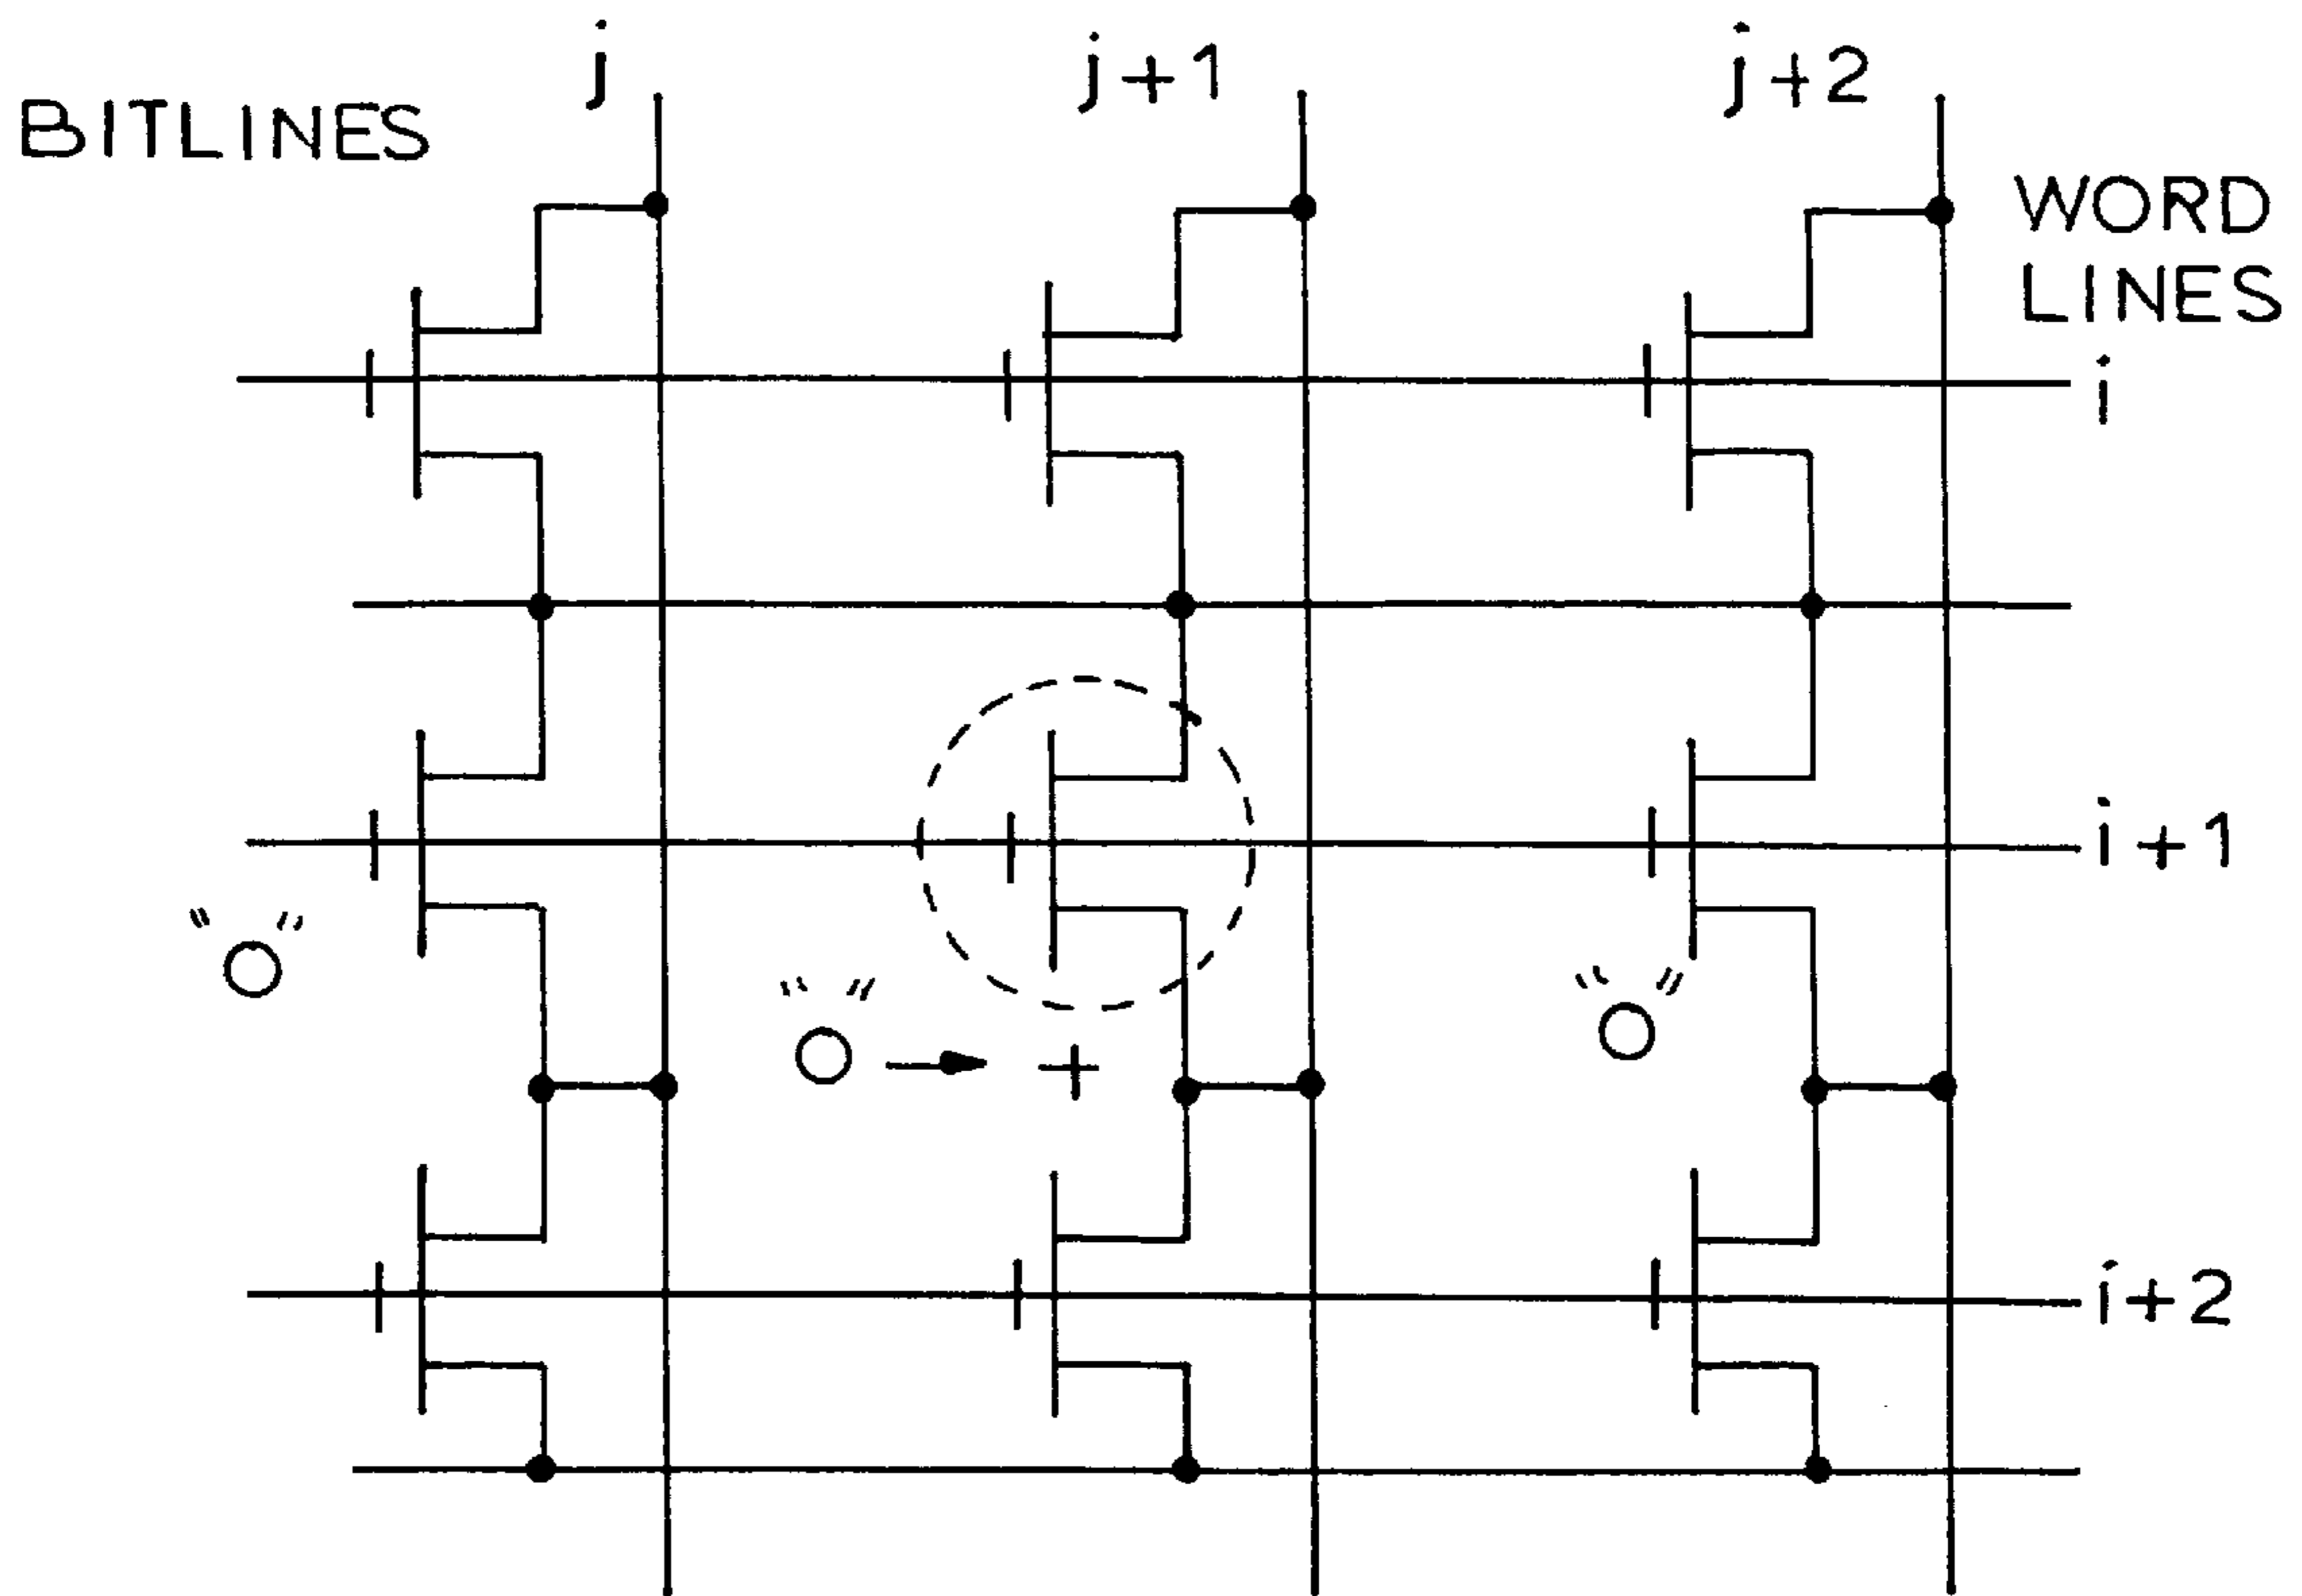 j j+1 j+2
BITLINES
WORD
LINES
i
i+1
"O"
"O" → +
"O"
i+2